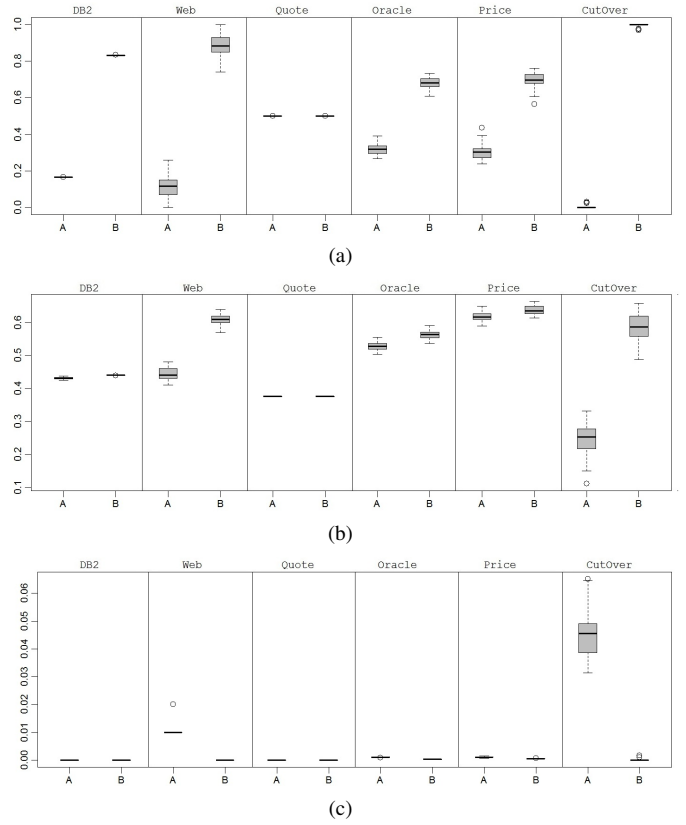 DB2 Web Quote Oracle Price CutOver
1.0
0.8
0.6
0.4
0.2
0.0
A B A B A B A B A B A B
(a)
DB2 Web Quote Oracle Price CutOver
0.6
0.5
0.4
0.3
0.2
0.1
A B A B A B A B A B A B
(b)
DB2 Web Quote Oracle Price CutOver
0.06
0.05
0.04
0.03
0.02
0.01
0.00
A B A B A B A B A B A B
(c)